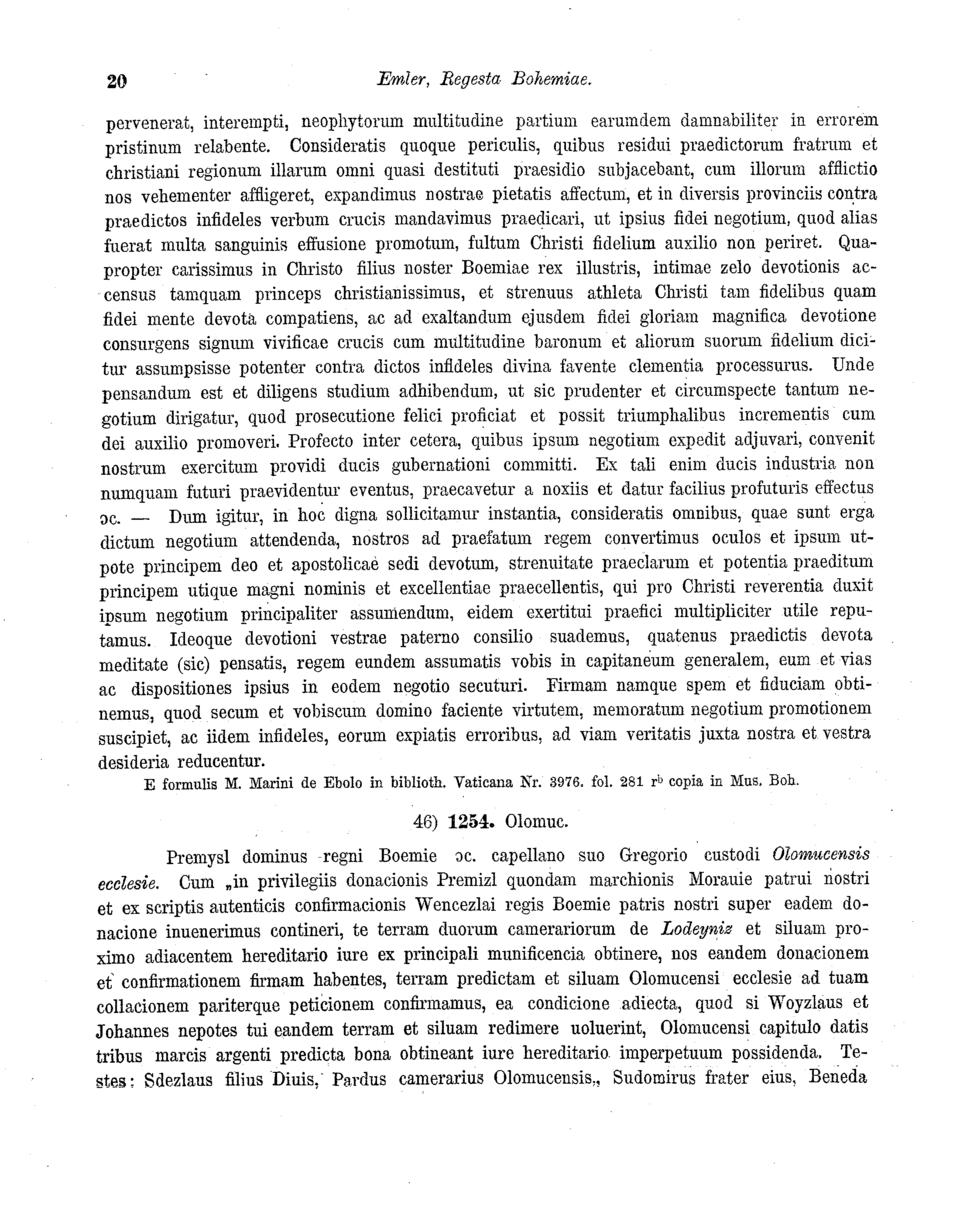 20 Emler, Regesta Bohemiae.
pervenerat, interempti, neophytorum multitudine partium earumdem damnabiliter in errorem
pristinum relabente. Consideratis quoque periculis, quibus residui praedictorum fratrum et
christiani regionum illarum omni quasi destituti praesidio subjacebant, cum illorum afflictio
nos vehementer affligeret, expandimus nostrae pietatis affectum, et in diversis provinciis contra
praedictos infideles verbum crucis mandavimus praedicari, ut ipsius fidei negotium, quod alias
fuerat multa sanguinis effusione promotum, fultum Christi fidelium auxilio non periret. Qua-
propter carissimus in Christo filius noster Boemiae rex illustris, intimae zelo devotionis ac-
census tamquam princeps christianissimus, et strenuus athleta Christi tam fidelibus quam
fidei mente devota compatiens, ac ad exaltandum ejusdem fidei gloriam magnifica devotione
consurgens signum vivificae crucis cum multitudine baronum et aliorum suorum fidelium dici-
tur assumpsisse potenter contra dictos infideles divina favente clementia processurus. Unde
pensandum est et diligens studium adhibendum, ut sic prudenter et circumspecte tantum ne-
gotium dirigatur, quod prosecutione felici proficiat et possit triumphalibus incrementis cum
dei auxilio promoveri. Profecto inter cetera, quibus ipsum negotium expedit adjuvari, convenit
nostrum exercitum providi ducis gubernationi committi. Ex tali enim ducis industria non
numquam futuri praevidentur eventus, praecavetur a noxiis et datur facilius profuturis effectus
ɔc. — Dum igitur, in hoc digna sollicitamur instantia, consideratis omnibus, quae sunt erga
dictum negotium attendenda, nostros ad praefatum regem convertimus oculos et ipsum ut-
pote principem deo et apostolicae sedi devotum, strenuitate praeclarum et potentia praeditum
principem utique magni nominis et excellentiae praecellentis, qui pro Christi reverentia duxit
ipsum negotium principaliter assumendum, eidem exertitui praefici multipliciter utile repu-
tamus. Ideoque devotioni vestrae paterno consilio suademus, quatenus praedictis devota
meditate (sic) pensatis, regem eundem assumatis vobis in capitaneum generalem, eum et vias
ac dispositiones ipsius in eodem negotio secuturi. Firmam namque spem et fiduciam obti-
nemus, quod secum et vobiscum domino faciente virtutem, memoratum negotium promotionem
suscipiet, ac iidem infideles, eorum expiatis erroribus, ad viam veritatis juxta nostra et vestra
desideria reducentur.
E formulis M. Marini de Ebolo in biblioth. Vaticana Nr. 3976. fol. 281 rb copia in Mus. Boh.
46) 1254. Olomuc.
Premysl dominus regni Boemie ɔc. capellano suo Gregorio custodi Olomucensis
ecclesie. Cum „in privilegiis donacionis Premizl quondam marchionis Morauie patrui nostri
et ex scriptis autenticis confirmacionis Wencezlai regis Boemie patris nostri super eadem do-
nacione inuenerimus contineri, te terram duorum camerariorum de Lodeyniz et siluam pro-
ximo adiacentem hereditario iure ex principali munificencia obtinere, nos eandem donacionem
et confirmationem firmam habentes, terram predictam et siluam Olomucensi ecclesie ad tuam
collacionem pariterque peticionem confirmamus, ea condicione adiecta, quod si Woyzlaus et
Johannes nepotes tui eandem terram et siluam redimere uoluerint, Olomucensi capitulo datis
tribus marcis argenti predicta bona obtineant iure hereditario imperpetuum possidenda. Te-
stes: Sdezlaus filius Diuis, Pardus camerarius Olomucensis,, Sudomirus frater eius, Beneda